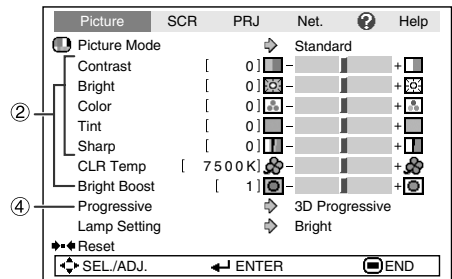 Picture SCR PRJ Net. ? Help
Picture Mode Standard
Contrast [ 0] - +
Bright [ 0] - +
② Color [ 0] - +
Tint [ 0] - +
Sharp [ 0] - +
CLR Temp [ 7500K] - +
Bright Boost [ 1] - +
④ Progressive 3D Progressive
Lamp Setting Bright
Reset
SEL./ADJ. ENTER END